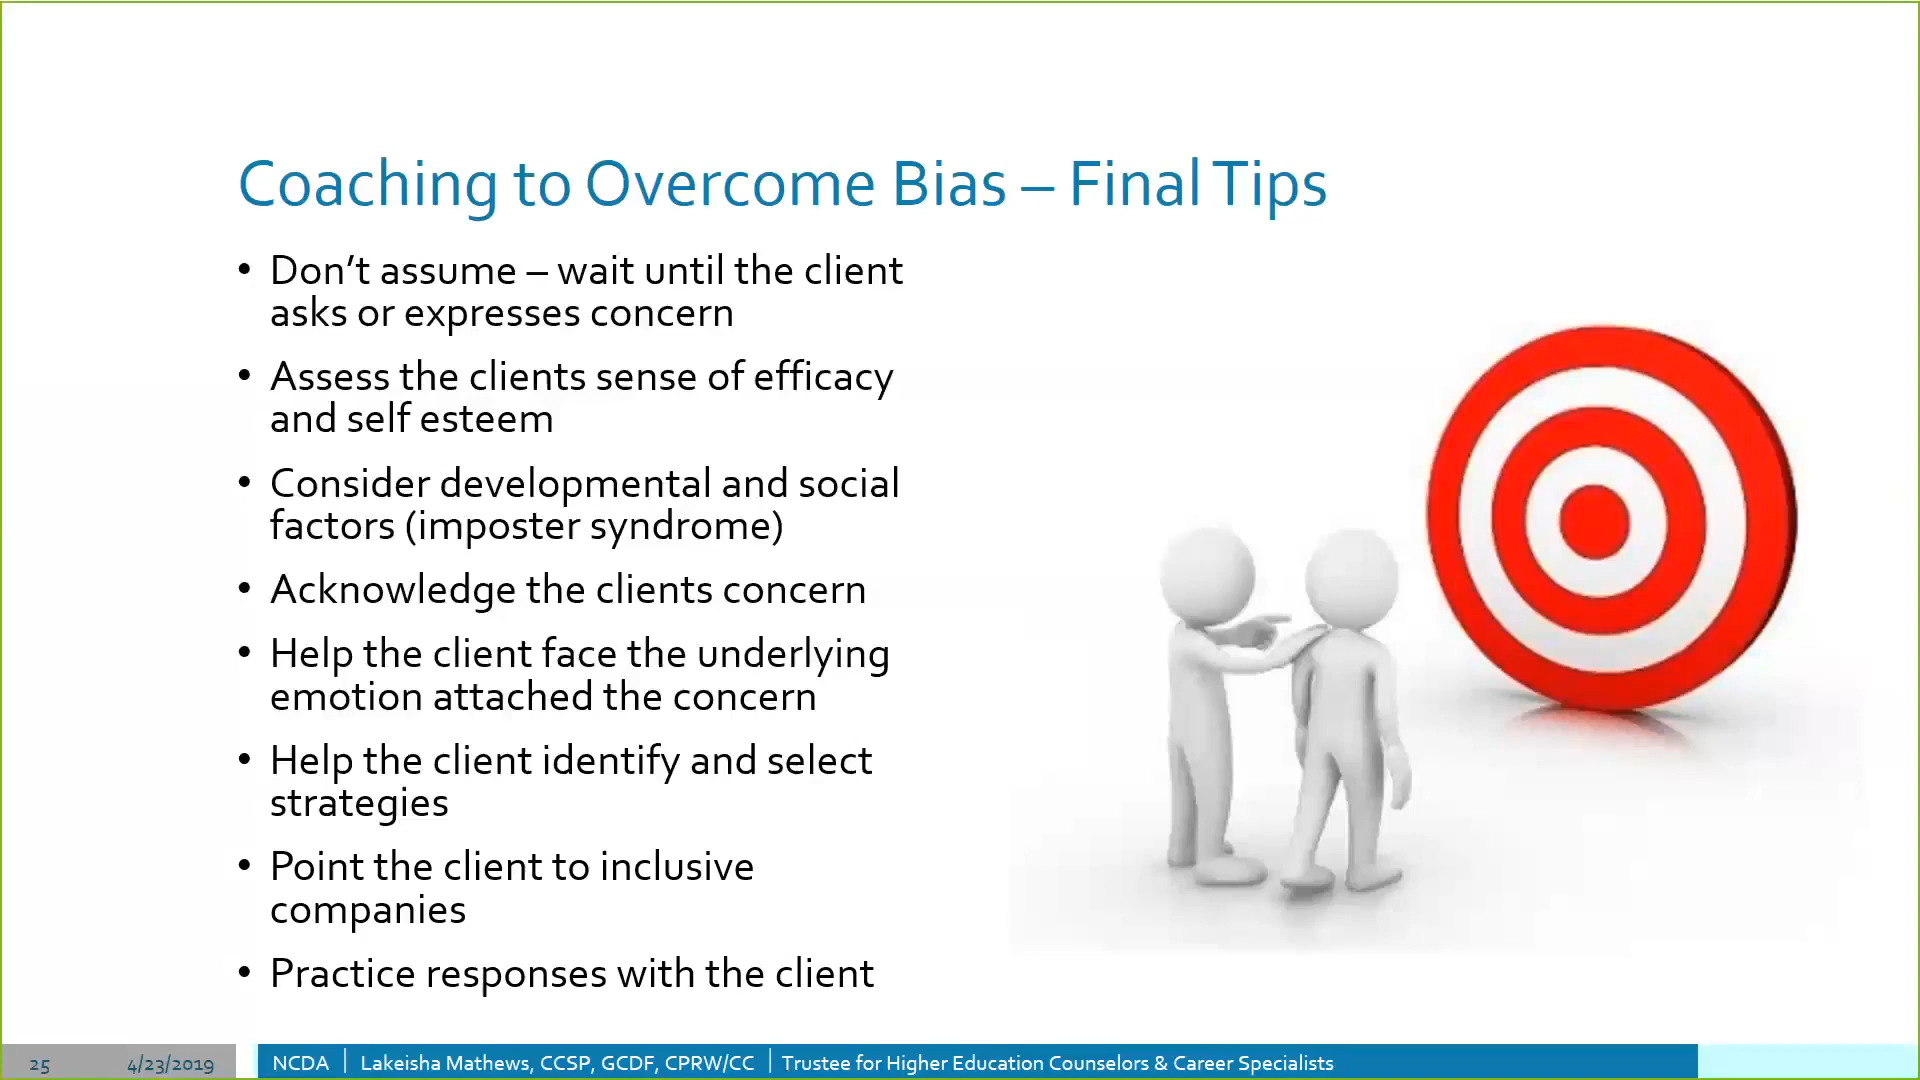 Coaching to Overcome Bias – Final Tips
• Don’t assume – wait until the client
asks or expresses concern
• Assess the clients sense of efficacy
and self esteem
• Consider developmental and social
factors (imposter syndrome)
• Acknowledge the clients concern
• Help the client face the underlying
emotion attached the concern
• Help the client identify and select
strategies
• Point the client to inclusive
companies
• Practice responses with the client
25 4/23/2019 NCDA | Lakeisha Mathews, CCSP, GCDF, CPRW/CC | Trustee for Higher Education Counselors & Career Specialists